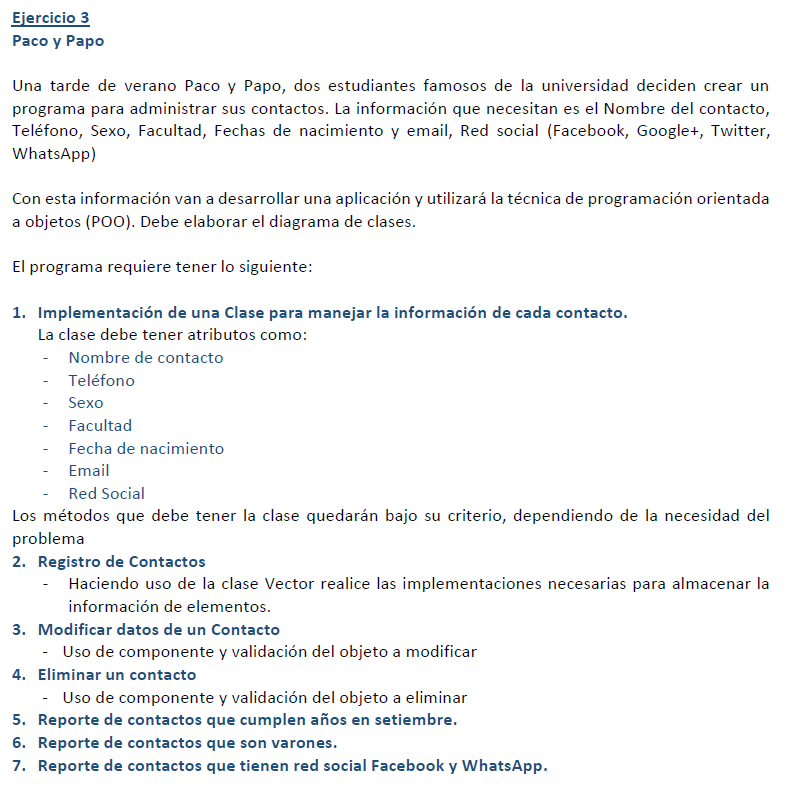 Ejercicio 3
Paco y Papo
Una tarde de verano Paco y Papo, dos estudiantes famosos de la universidad deciden crear un
programa para administrar sus contactos. La información que necesitan es el Nombre del contacto,
Teléfono, Sexo, Facultad, Fechas de nacimiento y email, Red social (Facebook, Google+, Twitter,
WhatsApp)
Con esta información van a desarrollar una aplicación y utilizará la técnica de programación orientada
a objetos (POO). Debe elaborar el diagrama de clases.
El programa requiere tener lo siguiente:
1. Implementación de una Clase para manejar la información de cada contacto.
La clase debe tener atributos como:
- Nombre de contacto
- Teléfono
- Sexo
- Facultad
- Fecha de nacimiento
- Email
- Red Social
Los métodos que debe tener la clase quedarán bajo su criterio, dependiendo de la necesidad del
problema
2. Registro de Contactos
- Haciendo uso de la clase Vector realice las implementaciones necesarias para almacenar la
información de elementos.
3. Modificar datos de un Contacto
- Uso de componente y validación del objeto a modificar
4. Eliminar un contacto
- Uso de componente y validación del objeto a eliminar
5. Reporte de contactos que cumplen años en setiembre.
6. Reporte de contactos que son varones.
7. Reporte de contactos que tienen red social Facebook y WhatsApp.